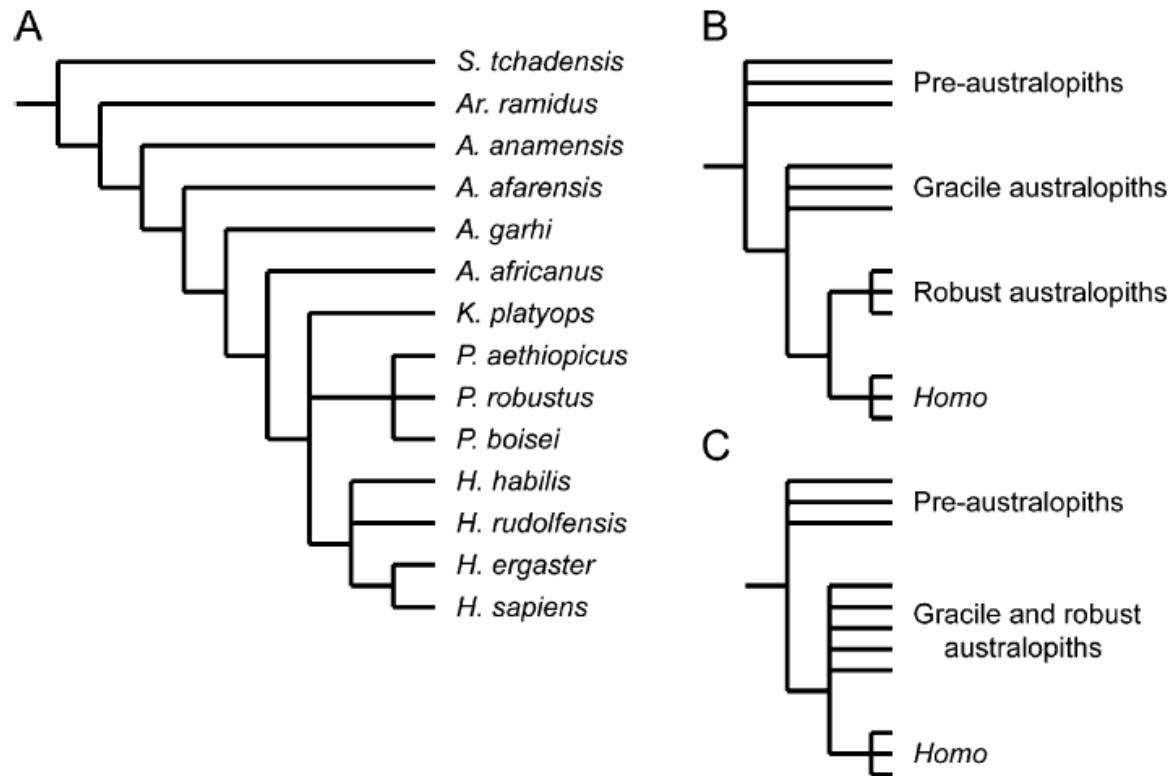 A
S. tchadensis
Ar. ramidus
A. anamensis
A. afarensis
A. garhi
A. africanus
K. platyops
P. aethiopicus
P. robustus
P. boisei
H. habilis
H. rudolfensis
H. ergaster
H. sapiens
B
Pre-australopiths
Gracile australopiths
Robust australopiths
Homo
C
Pre-australopiths
Gracile and robust
australopiths
Homo